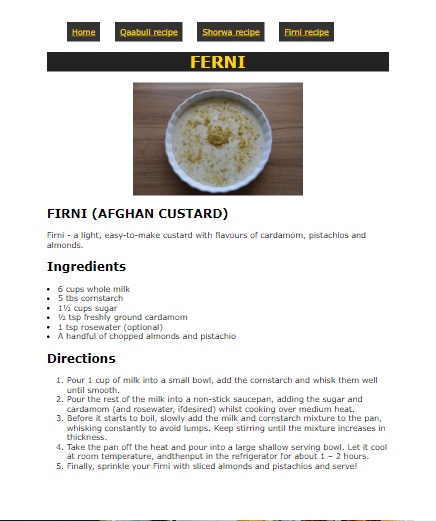 Home Qaabuli recipe Shorwa recipe Firni recipe
FERNI
FIRNI (AFGHAN CUSTARD)
Firni - a light, easy-to-make custard with flavours of cardamom, pistachios and
almonds.
Ingredients
• 6 cups whole milk
• 5 tbs cornstarch
• 1½ cups sugar
• ½ tsp freshly ground cardamom
• 1 tsp rosewater (optional)
• A handful of chopped almonds and pistachio
Directions
1. Pour 1 cup of milk into a small bowl, add the cornstarch and whisk them well
until smooth.
2. Pour the rest of the milk into a non-stick saucepan, adding the sugar and
cardamom (and rosewater, ifdesired) whilst cooking over medium heat.
3. Before it starts to boil, slowly add the milk and cornstarch mixture to the pan,
whisking constantly to avoid lumps. Keep stirring until the mixture increases in
thickness.
4. Take the pan off the heat and pour into a large shallow serving bowl. Let it cool
at room temperature, andthenput in the refrigerator for about 1 – 2 hours.
5. Finally, sprinkle your Firni with sliced almonds and pistachios and serve!